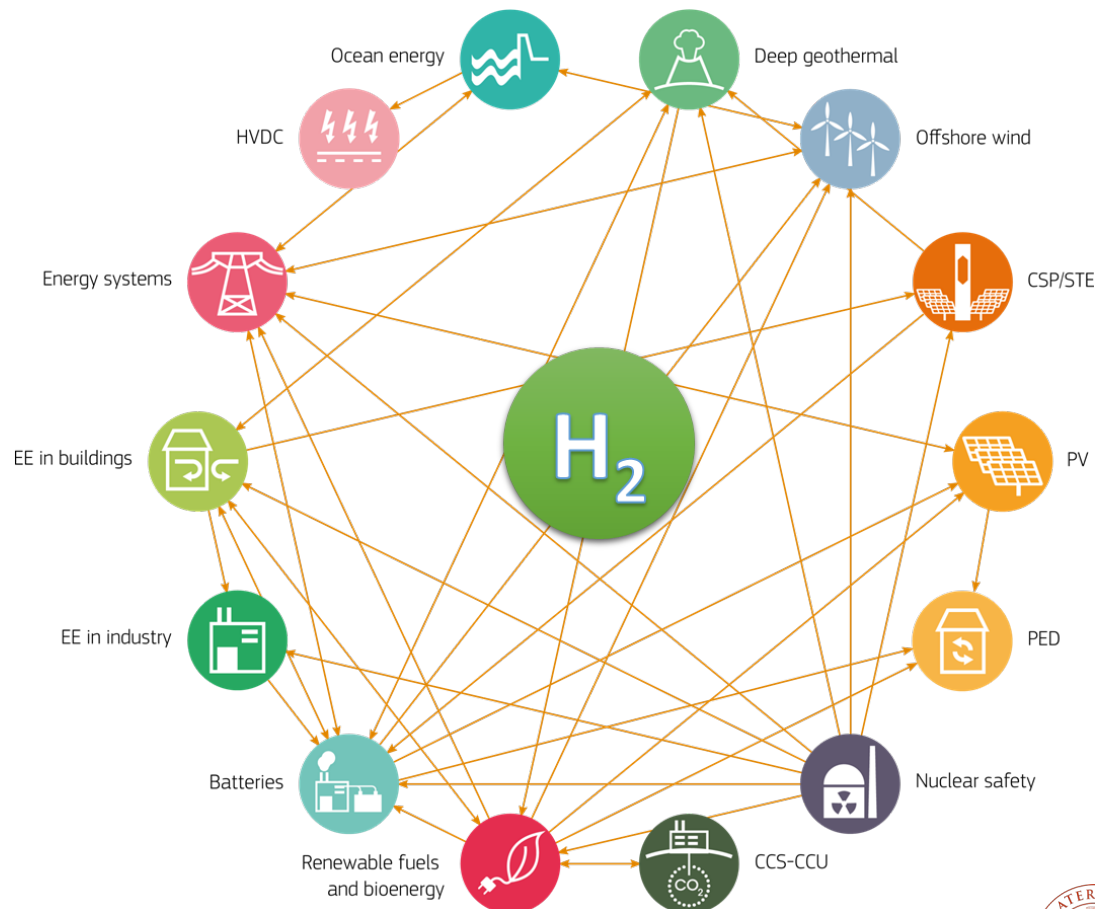 Ocean energy
Deep geothermal
HVDC
Offshore wind
Energy systems
CSP/STE
H2
EE in buildings
PV
EE in industry
PED
Batteries
Nuclear safety
Renewable fuels
and bioenergy
CCS-CCU
CO2
ATER